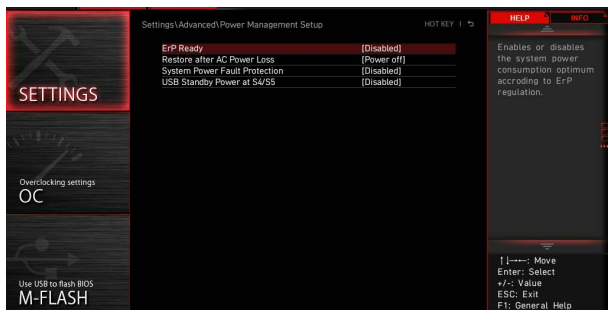 Settings\Advanced\Power Management Setup
HOT KEY | ↩
ErP Ready [Disabled]
Restore after AC Power Loss [Power off]
System Power Fault Protection [Disabled]
USB Standby Power at S4/S5 [Disabled]
SETTINGS
Overclocking settings
OC
Use USB to flash BIOS
M-FLASH
HELP
INFO
Enables or disables
the system power
consumption optimum
accroding to ErP
regulation.
↑↓→←: Move
Enter: Select
+/-: Value
ESC: Exit
F1: General Help